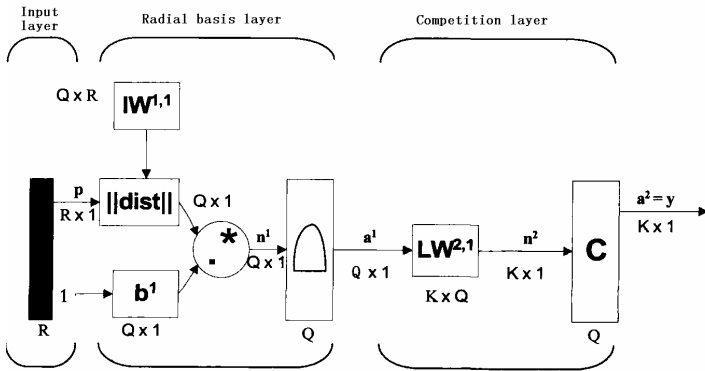 Input
layer
Radial basis layer
Competition layer
Q x R
IW1,1
p
R x 1
||dist||
Q x 1
.*
n1
Q x 1
a1
Q x 1
LW2,1
K x Q
n2
K x 1
C
a2 = y
K x 1
1
b1
Q x 1
R
Q
Q